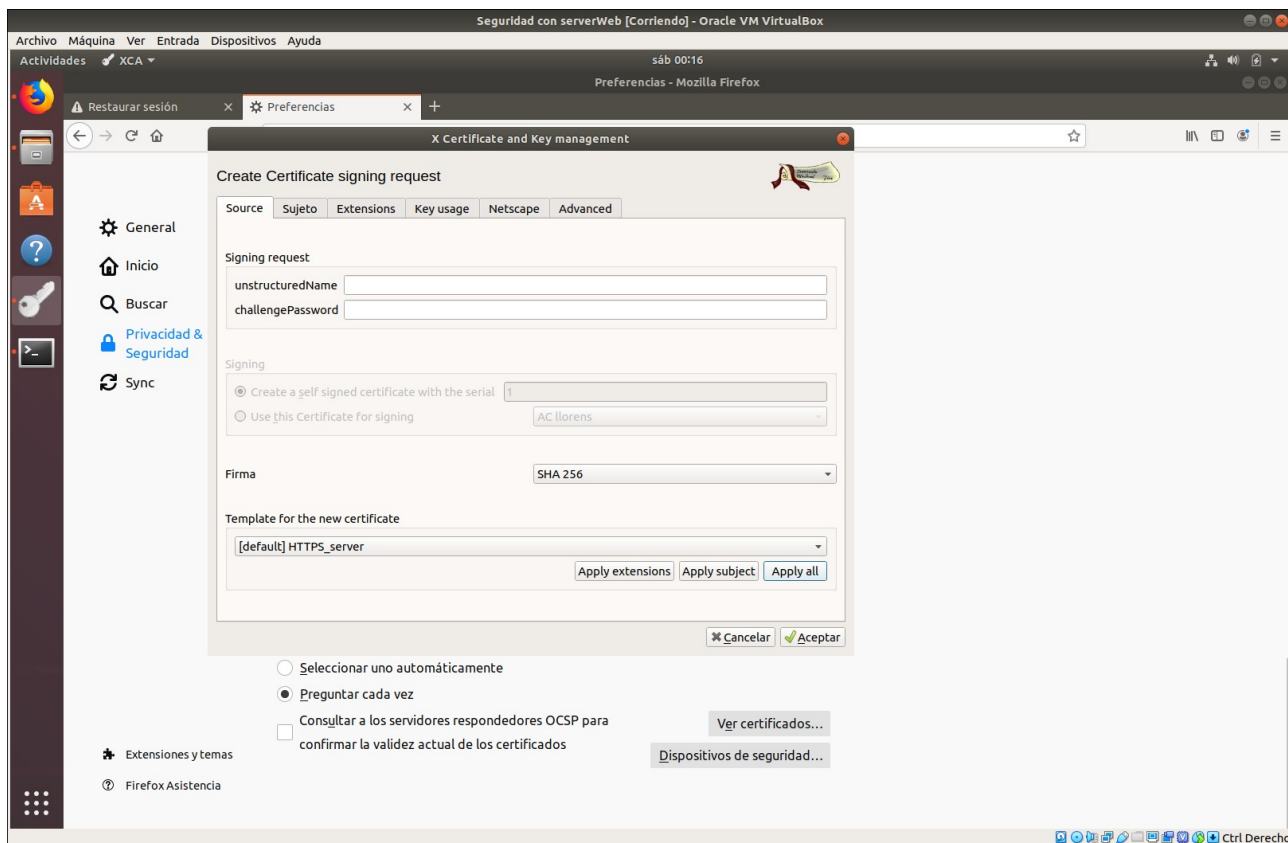 Seguridad con serverWeb [Corriendo] - Oracle VM VirtualBox
Archivo Máquina Ver Entrada Dispositivos Ayuda
Actividades XCA sáb 00:16
Preferencias - Mozilla Firefox
Restaurar sesión Preferencias
X Certificate and Key management
Create Certificate signing request
Source Sujeto Extensions Key usage Netscape Advanced
General
Inicio
Buscar
Privacidad &
Seguridad
Sync
Signing request
unstructuredName
challengePassword
Signing
Create a self signed certificate with the serial 1
Use this Certificate for signing AC llorens
Firma SHA 256
Template for the new certificate
[default] HTTPS_server
Apply extensions Apply subject Apply all
Cancelar Aceptar
Seleccionar uno automáticamente
Preguntar cada vez
Consultar a los servidores respondedores OCSP para
confirmar la validez actual de los certificados
Ver certificados...
Dispositivos de seguridad...
Extensiones y temas
Firefox Asistencia
Ctrl Derecho